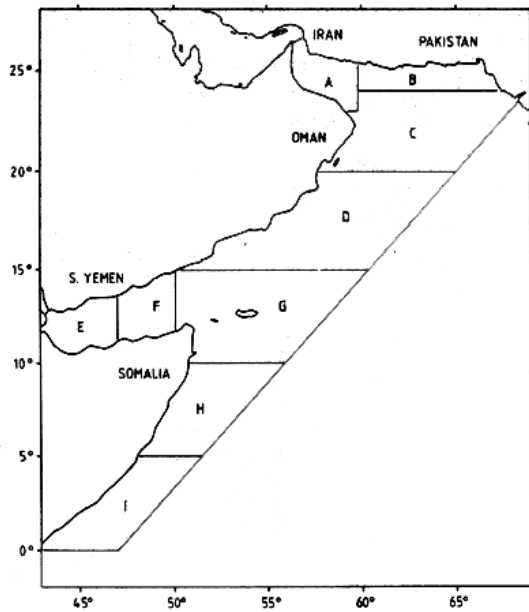 IRAN
PAKISTAN
25°
A
B
OMAN
C
20°
D
15°
S. YEMEN
E
F
G
10°
SOMALIA
H
5°
I
0°
45°
50°
55°
60°
65°